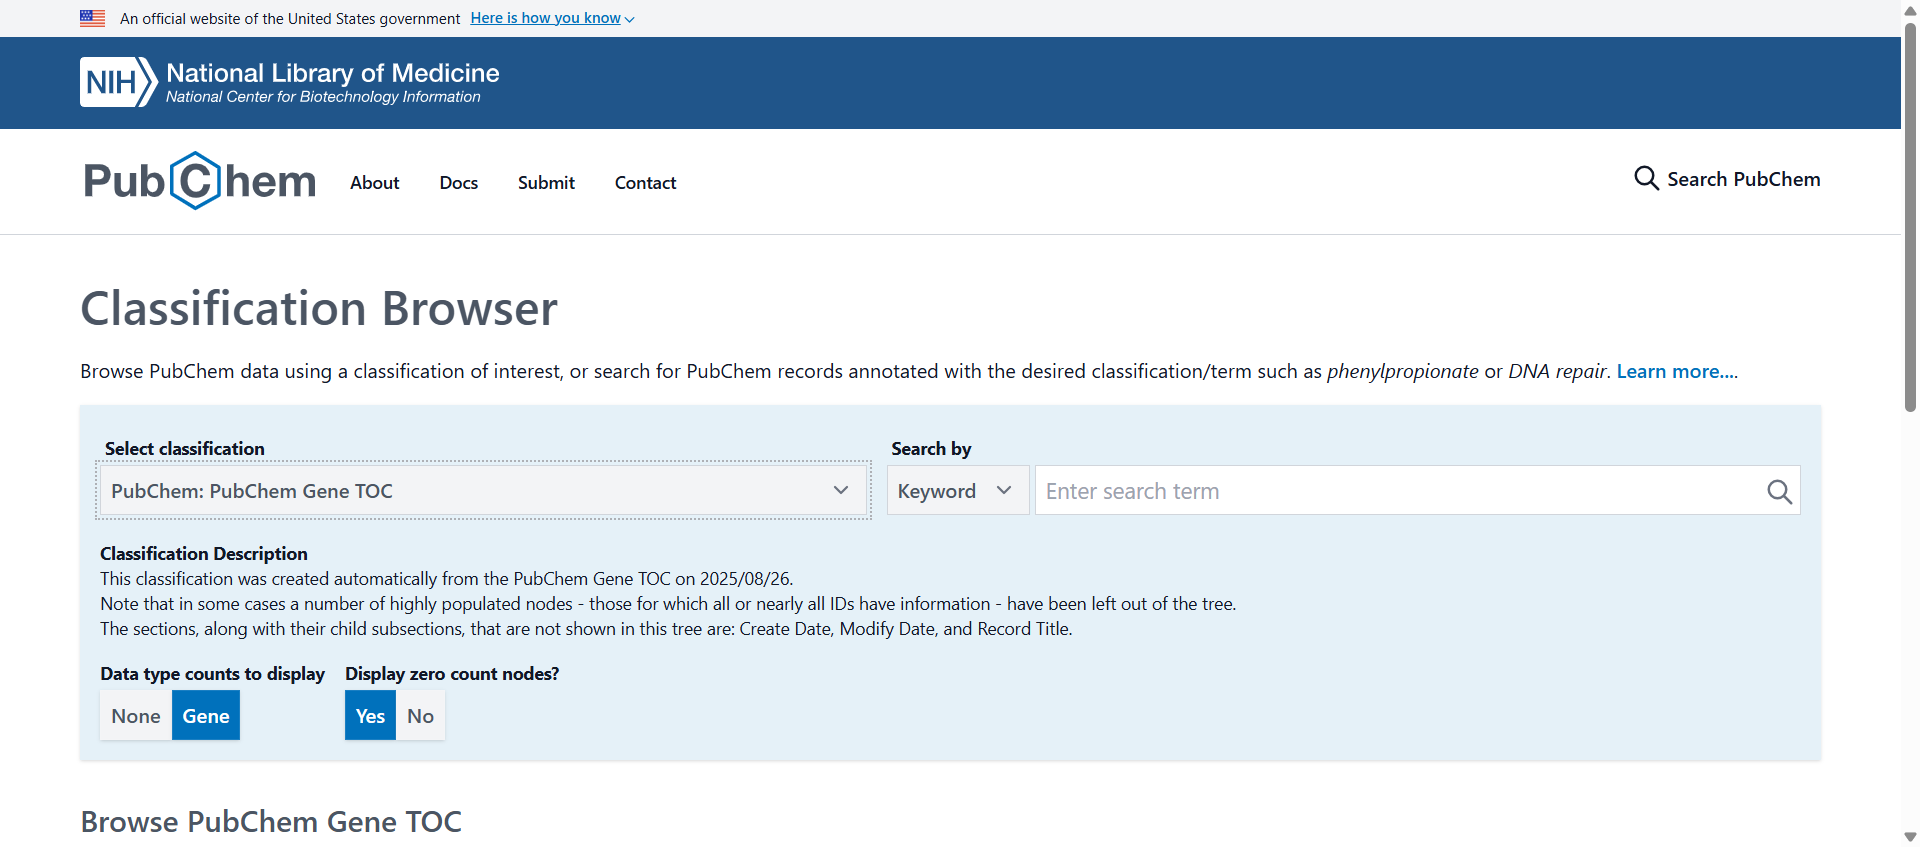 An official website of the United States government Here is how you know
NIH National Library of Medicine
National Center for Biotechnology Information
PubChem About Docs Submit Contact Search PubChem
Classification Browser
Browse PubChem data using a classification of interest, or search for PubChem records annotated with the desired classification/term such as phenylpropionate or DNA repair. Learn more....
Select classification Search by
PubChem: PubChem Gene TOC Keyword Enter search term
Classification Description
This classification was created automatically from the PubChem Gene TOC on 2025/08/26.
Note that in some cases a number of highly populated nodes - those for which all or nearly all IDs have information - have been left out of the tree.
The sections, along with their child subsections, that are not shown in this tree are: Create Date, Modify Date, and Record Title.
Data type counts to display Display zero count nodes?
None Gene Yes No
Browse PubChem Gene TOC